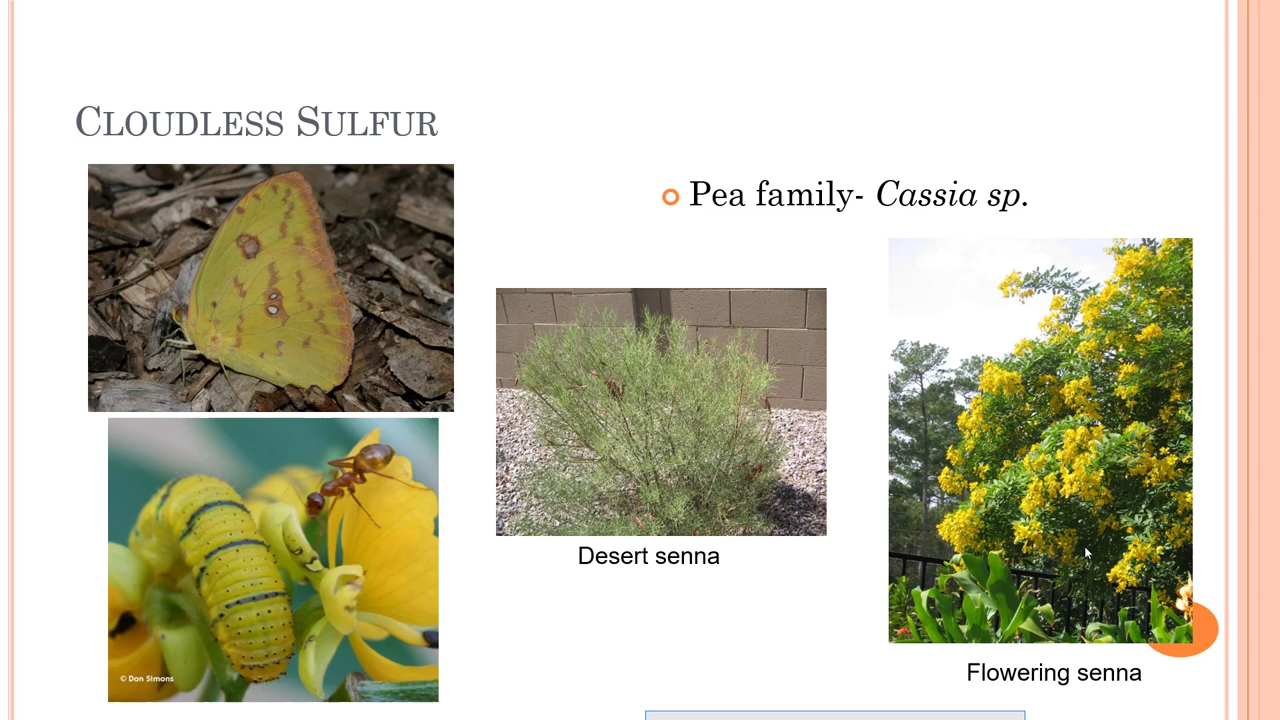 Cloudless Sulfur
Pea family- Cassia sp.
Desert senna
© Don Simons
Flowering senna